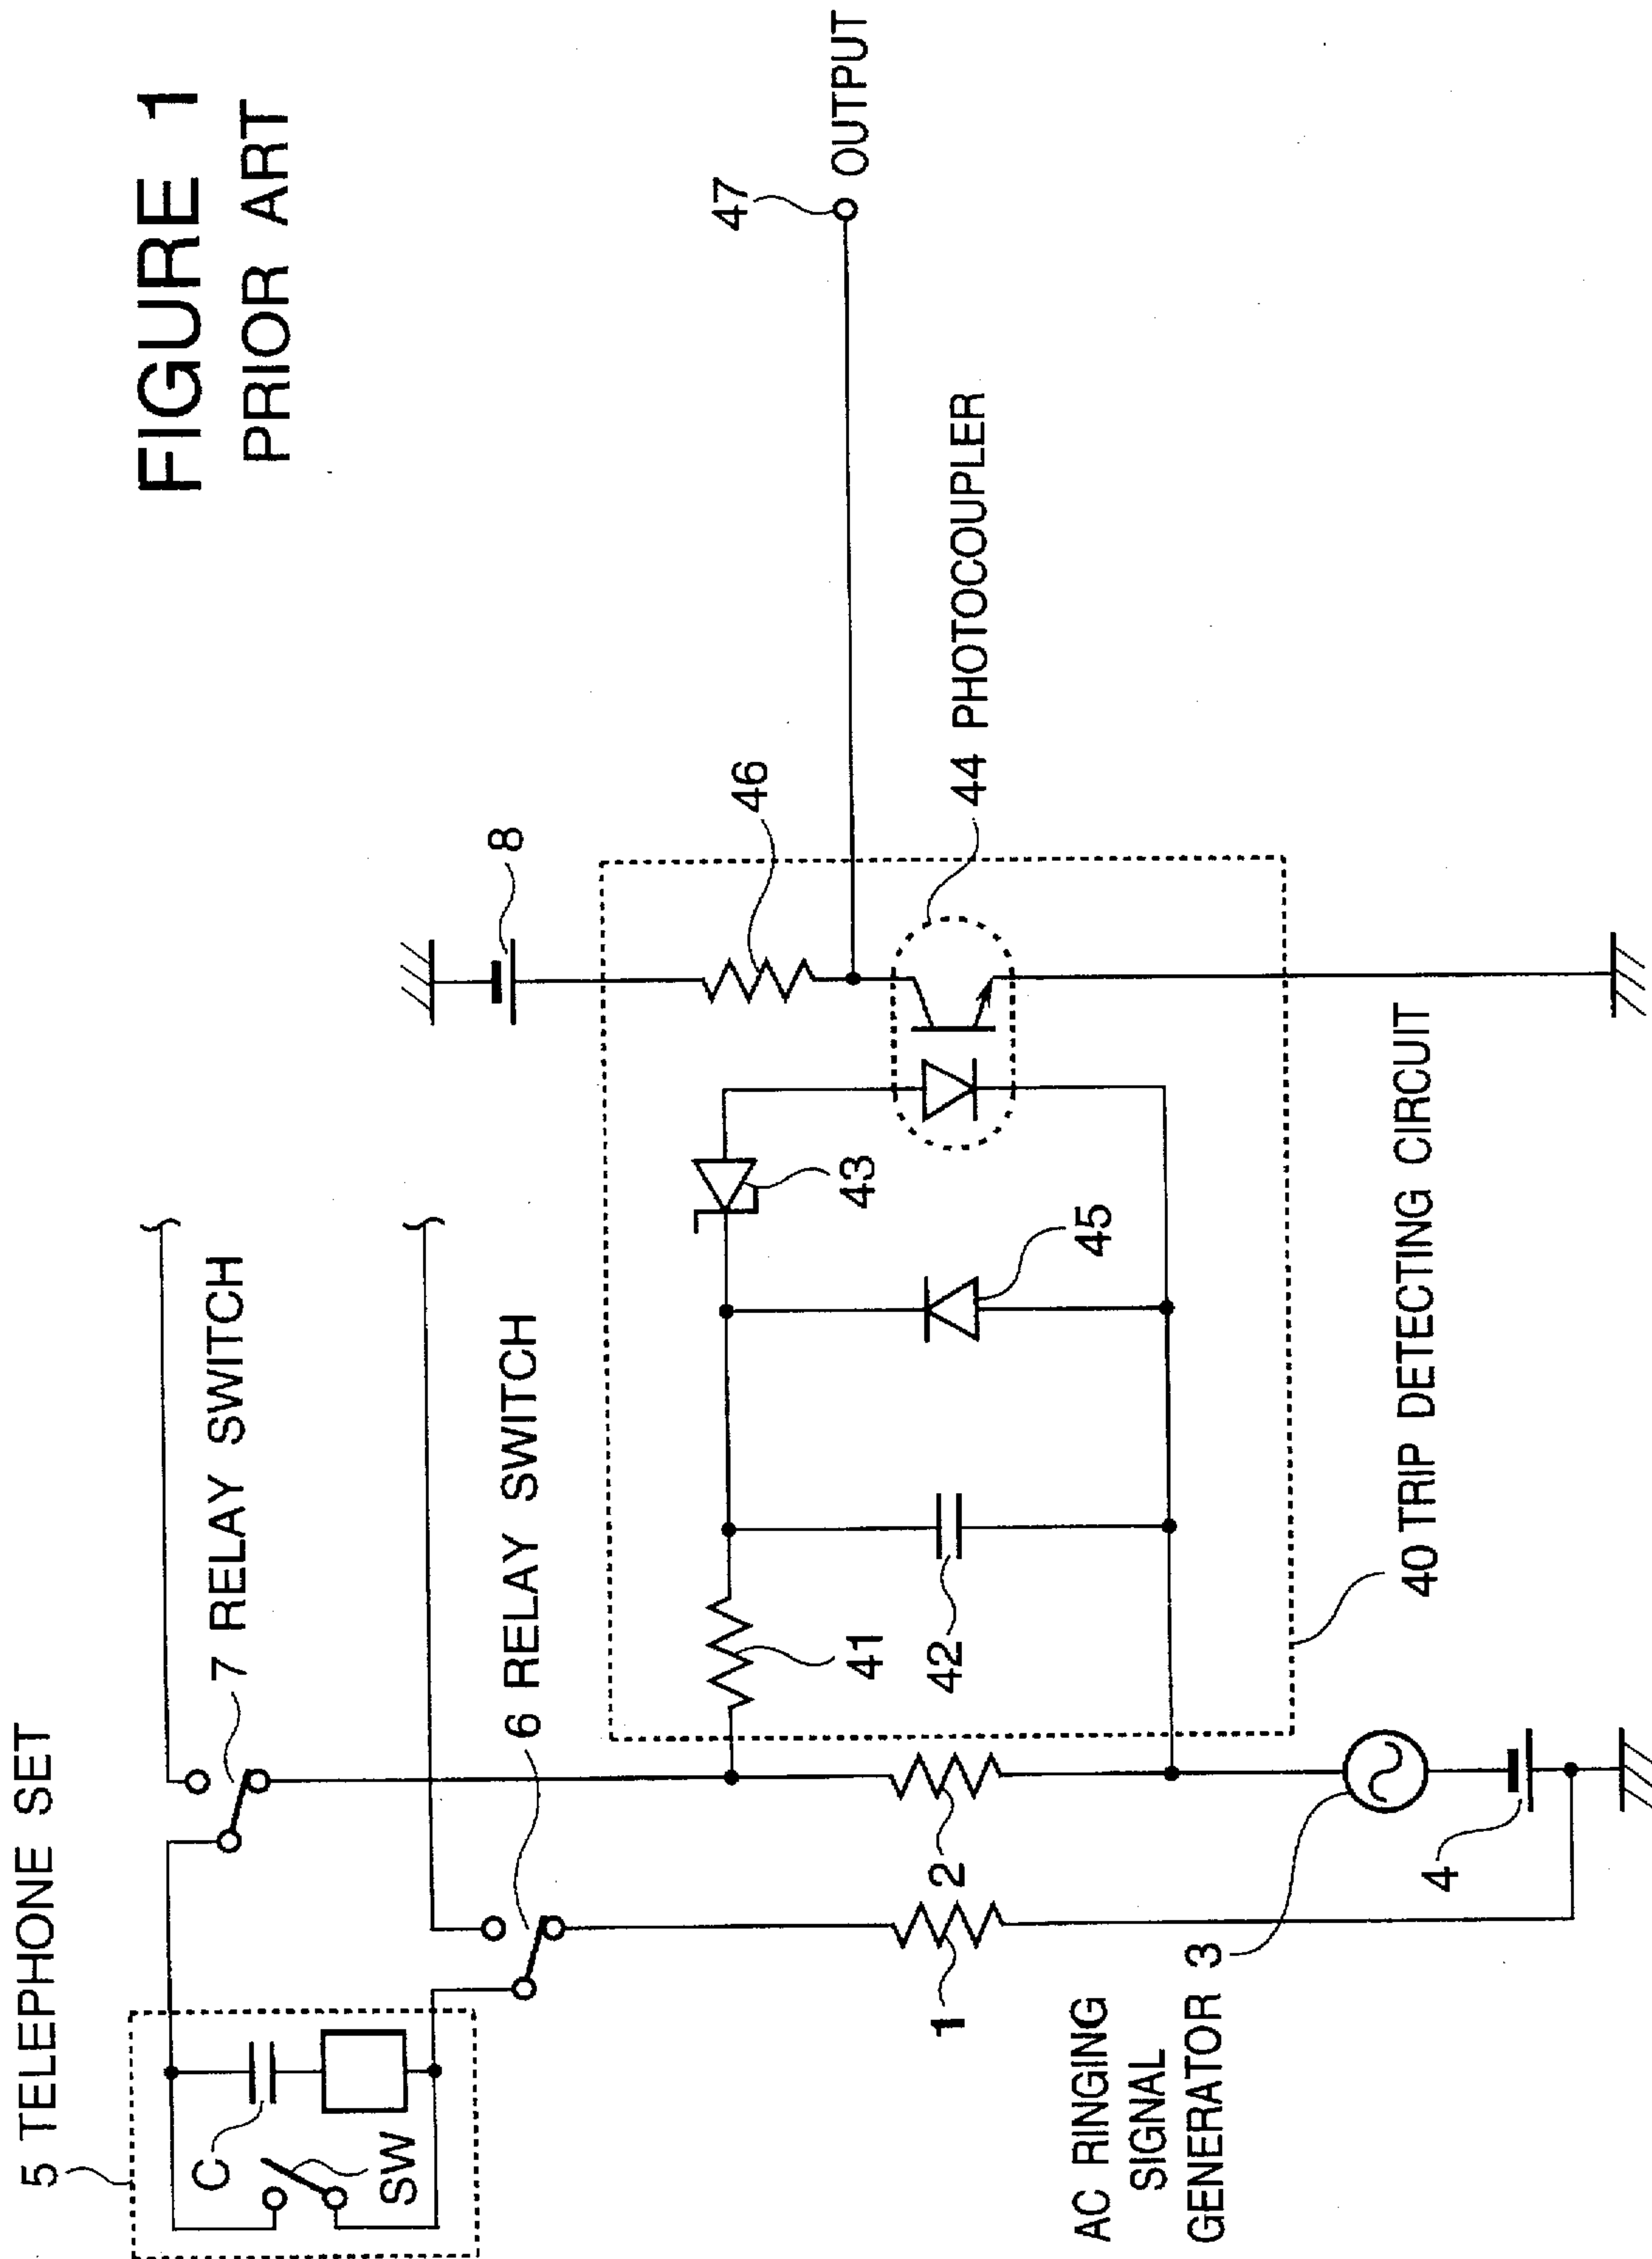 FIGURE 1
PRIOR ART
5 TELEPHONE SET
C
SW
7 RELAY SWITCH
6 RELAY SWITCH
8
46
47
OUTPUT
41
42
43
45
44 PHOTOCOUPLER
1
2
AC RINGING
SIGNAL
GENERATOR 3
4
40 TRIP DETECTING CIRCUIT